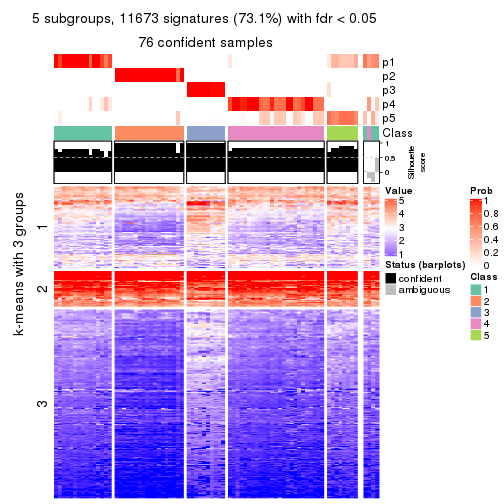 5 subgroups, 11673 signatures (73.1%) with fdr < 0.05
76 confident samples
p1
p2
p3
p4
p5
Class
1
0.5
0
Silhouette
score
k-means with 3 groups
1
2
3
Value
5
4
3
2
1
Status (barplots)
confident
ambiguous
Prob
1
0.8
0.6
0.4
0.2
0
Class
1
2
3
4
5